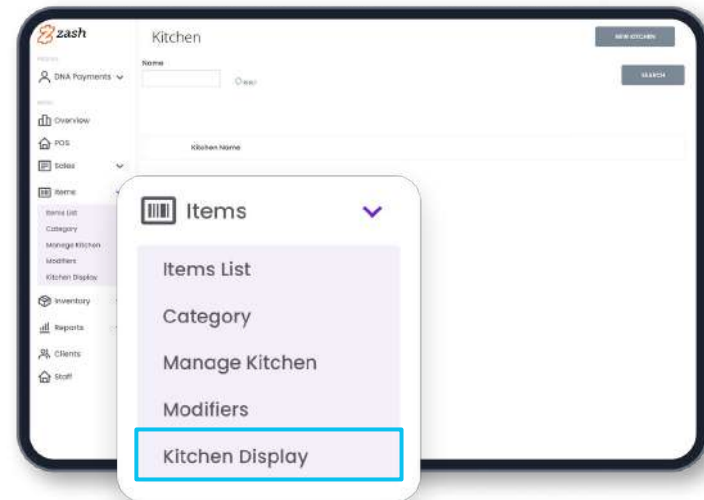 zash
Kitchen
NEW KITCHEN
DNA Payments
Name
Clear
SEARCH
MENU
Overview
POS
Kitchen Name
Sales
Items
Items List
Category
Manage Kitchen
Modifiers
Kitchen Display
Inventory
Reports
Clients
Staff
Items
Items List
Category
Manage Kitchen
Modifiers
Kitchen Display